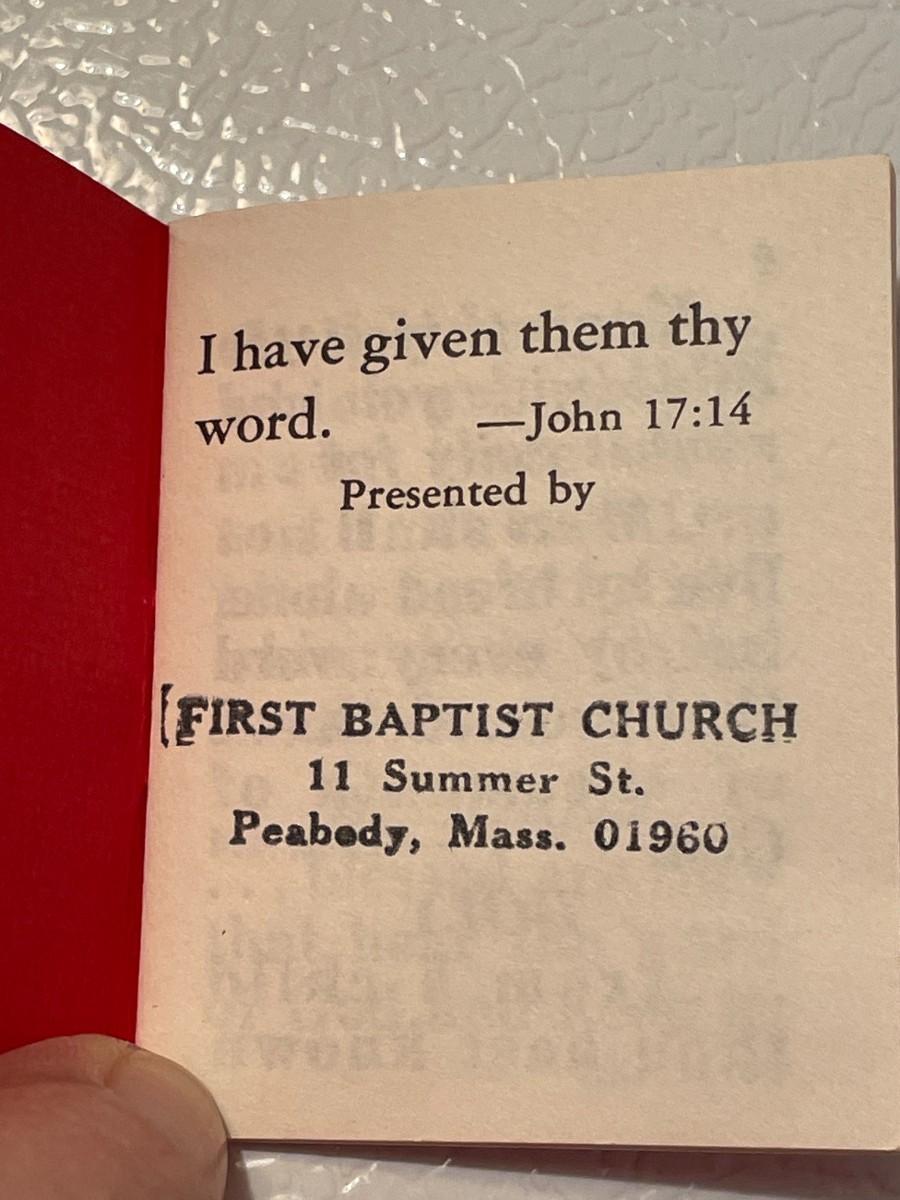 I have given them thy
word. —John 17:14
Presented by
FIRST BAPTIST CHURCH
11 Summer St.
Peabody, Mass. 01960